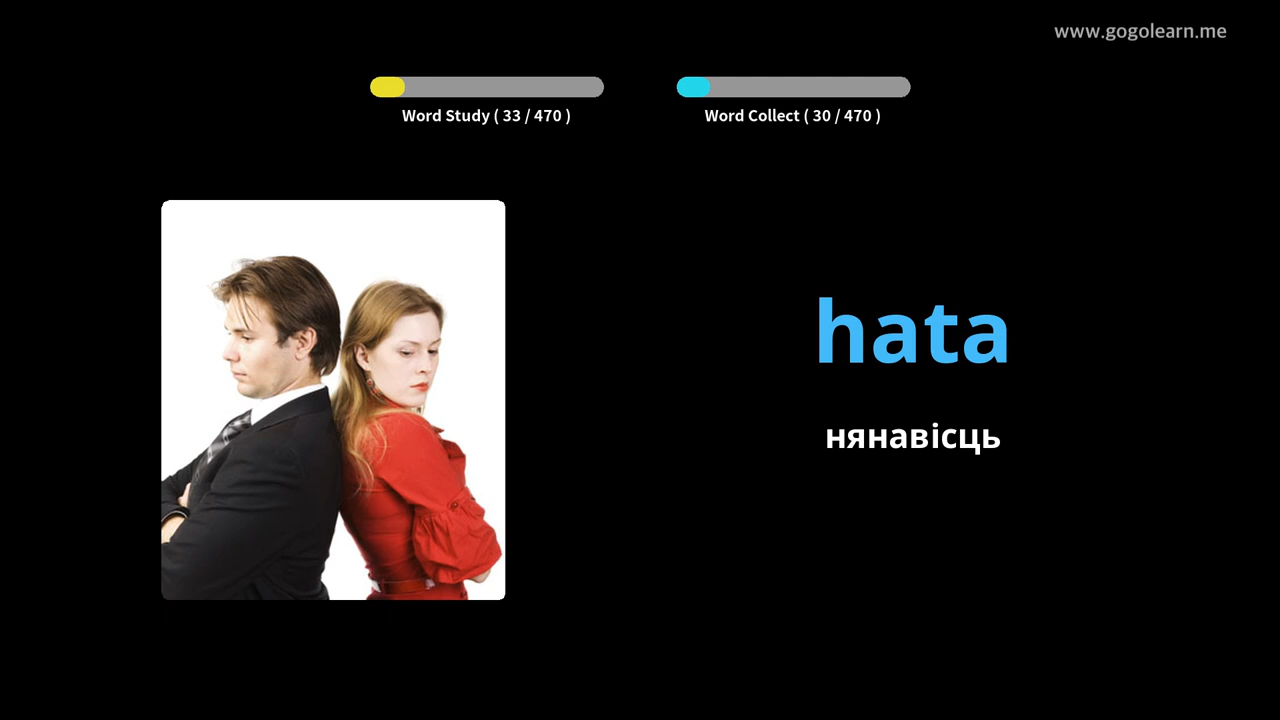 www.gogolearn.me
Word Study ( 33 / 470 )
Word Collect ( 30 / 470 )
hata
нянавісць